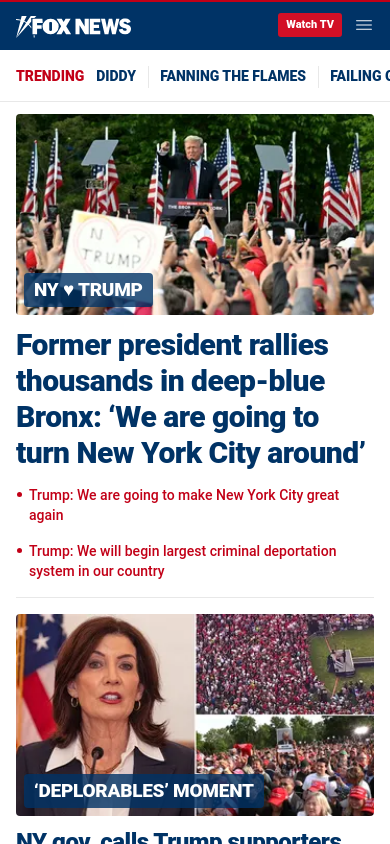 FOX NEWS
Watch TV
TRENDING DIDDY FANNING THE FLAMES FAILING
NY ♥ TRUMP
NY ♥ TRUMP
Former president rallies
thousands in deep-blue
Bronx: ‘We are going to
turn New York City around’
• Trump: We are going to make New York City great
again
• Trump: We will begin largest criminal deportation
system in our country
‘DEPLORABLES’ MOMENT
NY gov. calls Trump supporters